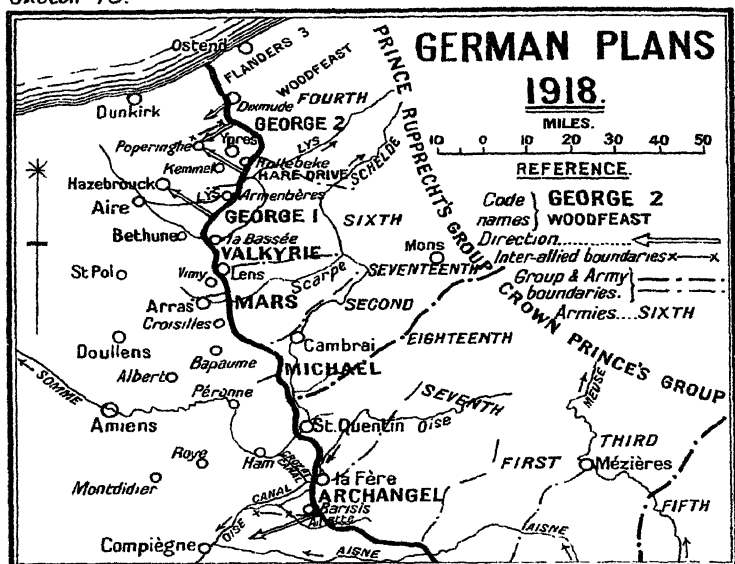 GERMAN PLANS
1918.
MILES.
10 0 10 20 30 40 50
REFERENCE.
Code names } GEORGE 2
WOODFEAST
Direction
Inter-allied boundaries
Group & Army boundaries.
Armies....SIXTH
PRINCE RUPPRECHT'S GROUP
CROWN PRINCE'S GROUP
Ostend
FLANDERS 3
WOODFEAST
Dunkirk
Dixmude
FOURTH
GEORGE 2
Poperinghe
Ypres
LYS
Kemmel
Hollebeke
HARE DRIVE
SCHELDE
Hazebrouck
LYS
Armentières
Aire
GEORGE 1
SIXTH
Bethune
la Bassée
VALKYRIE
Mons
St Pol
Vimy
Lens
Scarpe
SEVENTEENTH
Arras
MARS
SECOND
Croisilles
Doullens
Cambrai
EIGHTEENTH
Bapaume
MICHAEL
Albert
SOMME
Péronne
SEVENTH
MEUSE
Amiens
St. Quentin
Oise
Roye
Ham
CROZAT CANAL
THIRD
FIRST
Mézières
la Fère
Montdidier
CANAL
ARCHANGEL
FIFTH
OISE
Barisis
Ailette
AISNE
Compiègne
AISNE